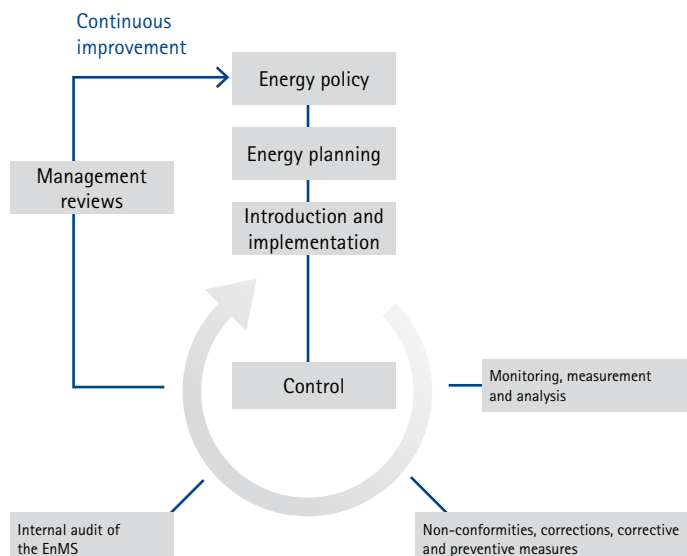 Continuous
improvement
Energy policy
Energy planning
Management
reviews
Introduction and
implementation
Control
Monitoring, measurement
and analysis
Internal audit of
the EnMS
Non-conformities, corrections, corrective
and preventive measures